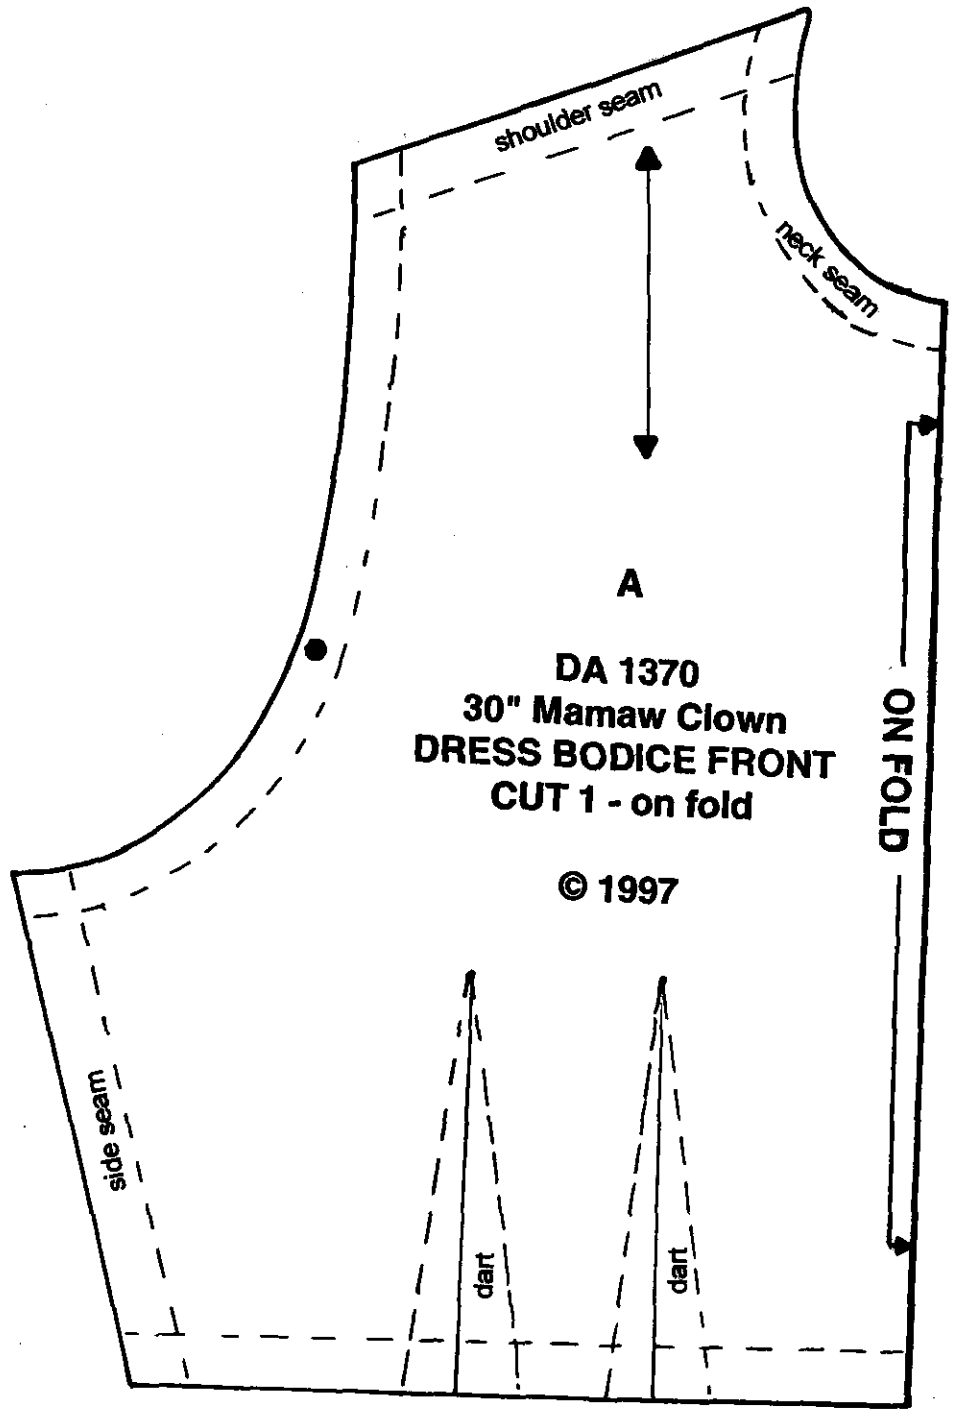 shoulder seam
neck seam
A
DA 1370
30" Mamaw Clown
DRESS BODICE FRONT
CUT 1 - on fold
© 1997
ON FOLD
side seam
dart
dart